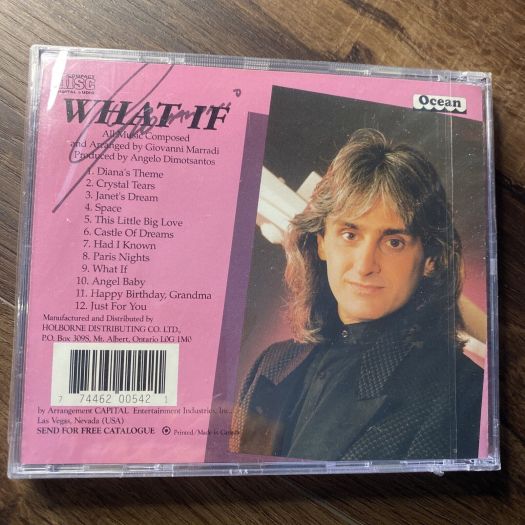 COMPACT
disc
DIGITAL AUDIO
WHAT IF
Ocean
All Music Composed
and Arranged by Giovanni Marradi
Produced by Angelo Dimotsantos
1. Diana's Theme
2. Crystal Tears
3. Janet's Dream
4. Space
5. This Little Big Love
6. Castle Of Dreams
7. Had I Known
8. Paris Nights
9. What If
10. Angel Baby
11. Happy Birthday, Grandma
12. Just For You
Manufactured and Distributed by
HOLBORNE DISTRIBUTING CO. LTD.,
P.O. Box 309S, Mt. Albert, Ontario L0G 1M0
7 74462 00542 1
by Arrangement CAPITAL Entertainment Industries, Inc.,
Las Vegas, Nevada (USA)
SEND FOR FREE CATALOGUE Printed/Made in Canada